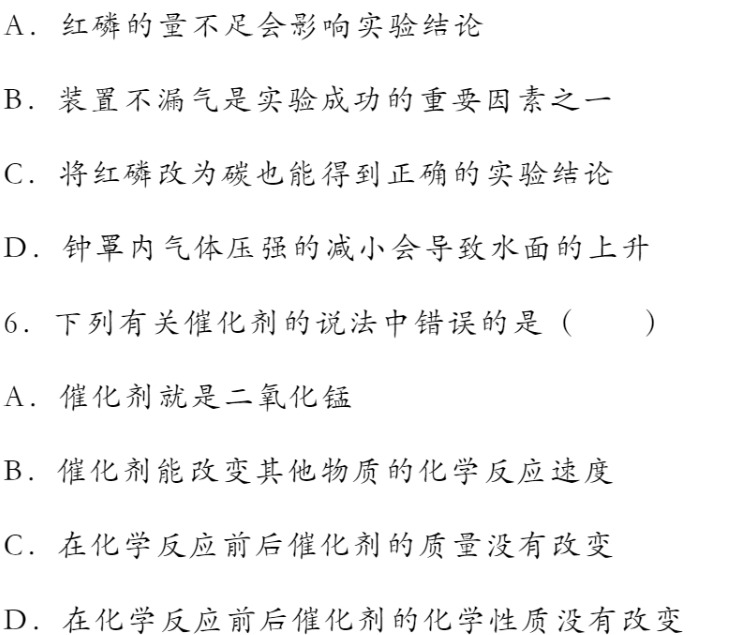 A. 红磷的量不足会影响实验结论
B. 装置不漏气是实验成功的重要因素之一
C. 将红磷改为碳也能得到正确的实验结论
D. 钟罩内气体压强的减小会导致水面的上升
6. 下列有关催化剂的说法中错误的是（　　）
A. 催化剂就是二氧化锰
B. 催化剂能改变其他物质的化学反应速度
C. 在化学反应前后催化剂的质量没有改变
D. 在化学反应前后催化剂的化学性质没有改变